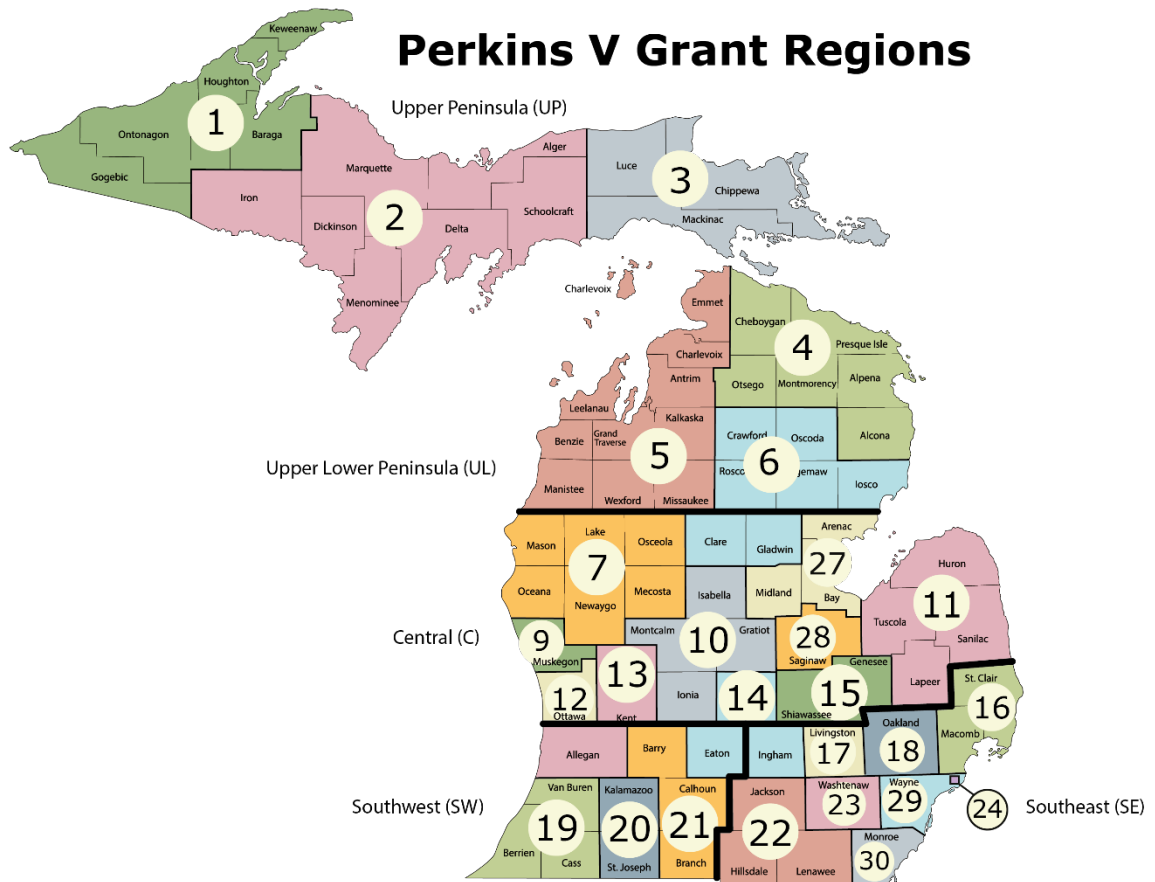 Perkins V Grant Regions
Keweenaw
Houghton
Upper Peninsula (UP)
1
Ontonagon
Baraga
Gogebic
Alger
Marquette
Luce
3
Chippewa
Iron
2
Schoolcraft
Mackinac
Dickinson
Delta
Menominee
Charlevoix
Emmet
Cheboygan
4
Presque Isle
Charlevoix
Antrim
Otsego
Montmorency
Alpena
Leelanau
Kalkaska
Benzie
Grand
Traverse
5
Crawford
Oscoda
Alcona
6
Upper Lower Peninsula (UL)
Rosco
gemaw
Iosco
Manistee
Wexford
Missaukee
Mason
Lake
Osceola
Clare
Gladwin
Arenac
7
27
Huron
Oceana
Newaygo
Mecosta
Isabella
Midland
Bay
11
Tuscola
Sanilac
Central (C)
9
Muskegon
Montcalm
10
Gratiot
28
Saginaw
Genesee
13
Lapeer
St. Clair
12
Ottawa
Kent
Ionia
14
15
Shiawassee
16
Macomb
Allegan
Barry
Eaton
Ingham
Livingston
17
Oakland
18
Southwest (SW)
Van Buren
Kalamazoo
Calhoun
Jackson
Washtenaw
23
Wayne
29
24
Southeast (SE)
19
20
21
22
Berrien
Cass
St. Joseph
Branch
Hillsdale
Lenawee
Monroe
30